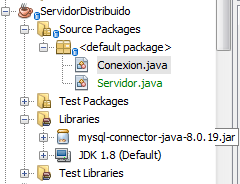 ServidorDistribuido
Source Packages
<default package>
Conexion.java
Servidor.java
Test Packages
Libraries
mysql-connector-java-8.0.19.jar
JDK 1.8 (Default)
Test Libraries